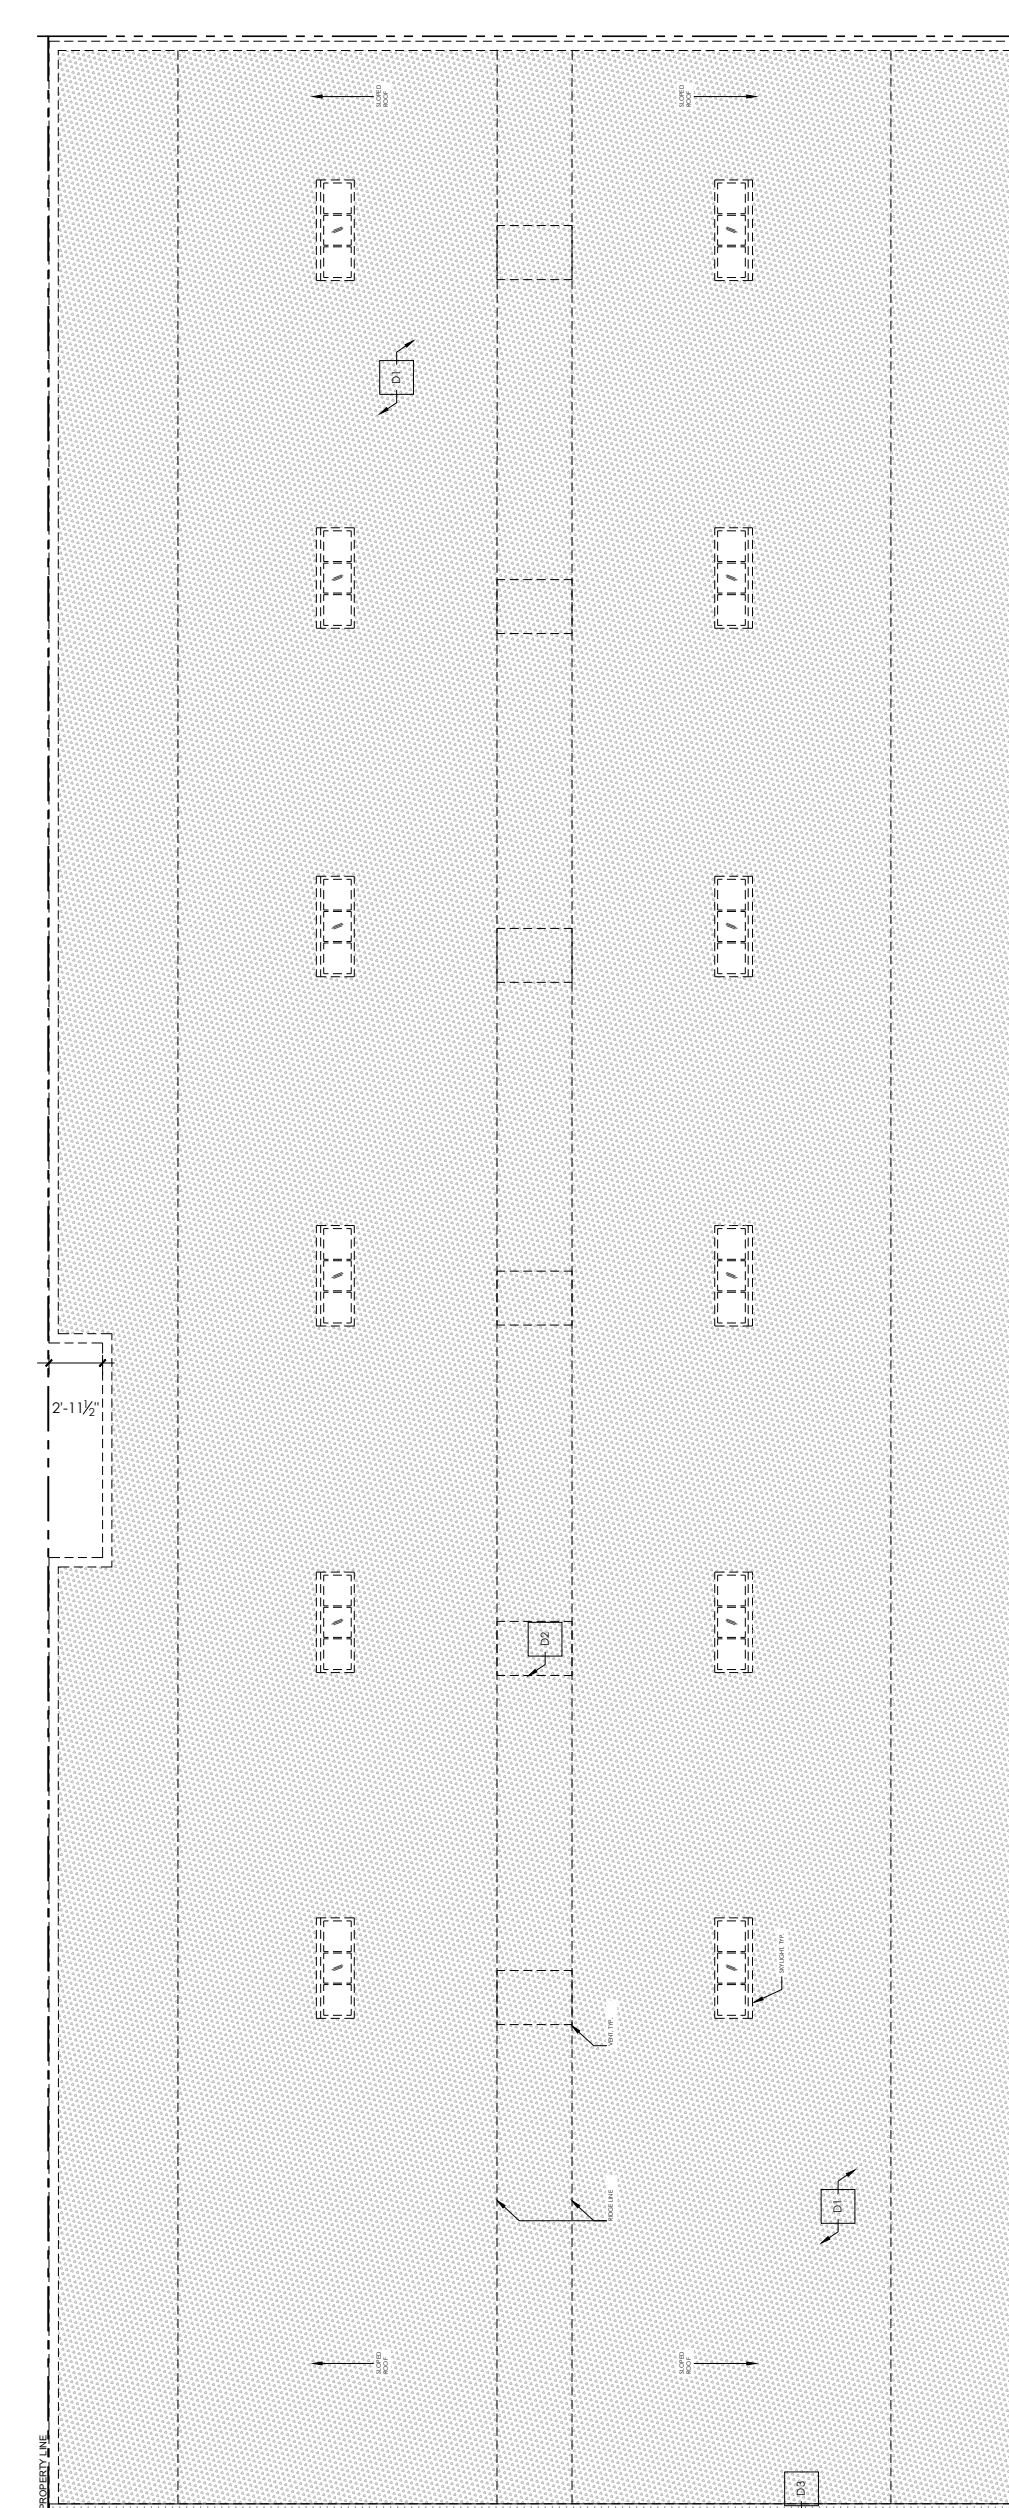 SLOPED
ROOF
SLOPED
ROOF
D1
2'-11½"
D2
SKYLIGHT, TYP.
VENT, TYP.
RIDGE LINE
D1
SLOPED
ROOF
SLOPED
ROOF
PROPERTY LINE
D3